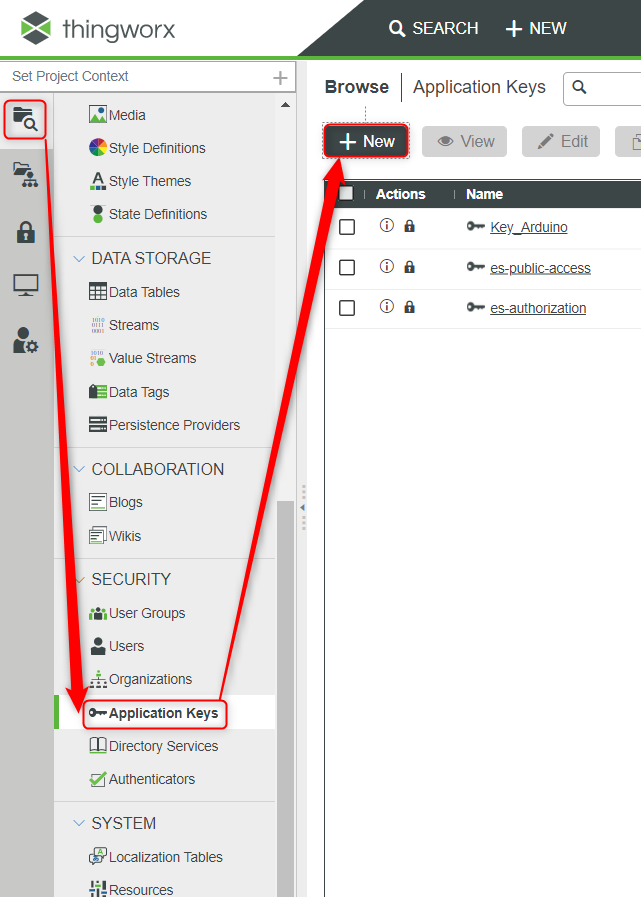 thingworx
SEARCH
NEW
Set Project Context
Browse
Application Keys
New
View
Edit
Media
Style Definitions
Style Themes
State Definitions
DATA STORAGE
Data Tables
Streams
Value Streams
Data Tags
Persistence Providers
COLLABORATION
Blogs
Wikis
SECURITY
User Groups
Users
Organizations
Application Keys
Directory Services
Authenticators
SYSTEM
Localization Tables
Resources
Actions
Name
Key_Arduino
es-public-access
es-authorization